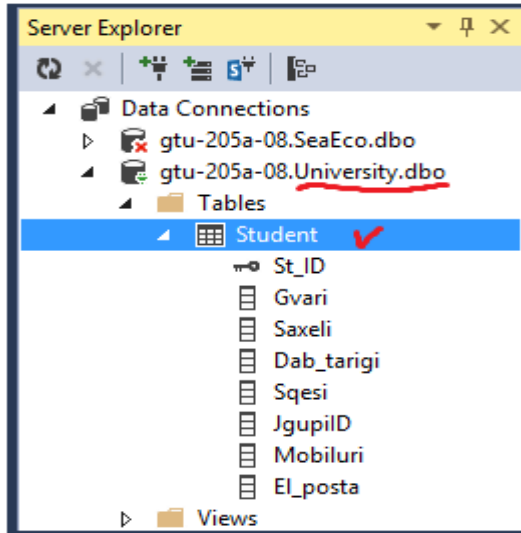 Server Explorer
Data Connections
gtu-205a-08.SeaEco.dbo
gtu-205a-08.University.dbo
Tables
Student
St_ID
Gvari
Saxeli
Dab_tarigi
Sqesi
JgupiID
Mobiluri
El_posta
Views